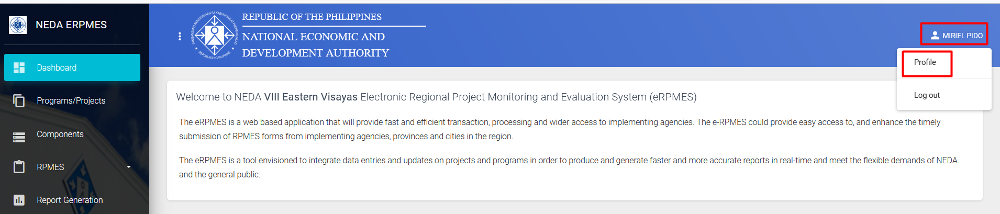 NEDA ERPMES
Dashboard
Programs/Projects
Components
RPMES
Report Generation
PAMBANSANG PANGASIWAAN SA KABUHAYAN AT PAGPAPAUNLAD
REPUBLIKA NG PILIPINAS
REPUBLIC OF THE PHILIPPINES
NATIONAL ECONOMIC AND
DEVELOPMENT AUTHORITY
MIRIEL PIDO
Profile
Log out
Welcome to NEDA VIII Eastern Visayas Electronic Regional Project Monitoring and Evaluation System (eRPMES)
The eRPMES is a web based application that will provide fast and efficient transaction, processing and wider access to implementing agencies. The e-RPMES could provide easy access to, and enhance the timely
submission of RPMES forms from implementing agencies, provinces and cities in the region.
The eRPMES is a tool envisioned to integrate data entries and updates on projects and programs in order to produce and generate faster and more accurate reports in real-time and meet the flexible demands of NEDA
and the general public.